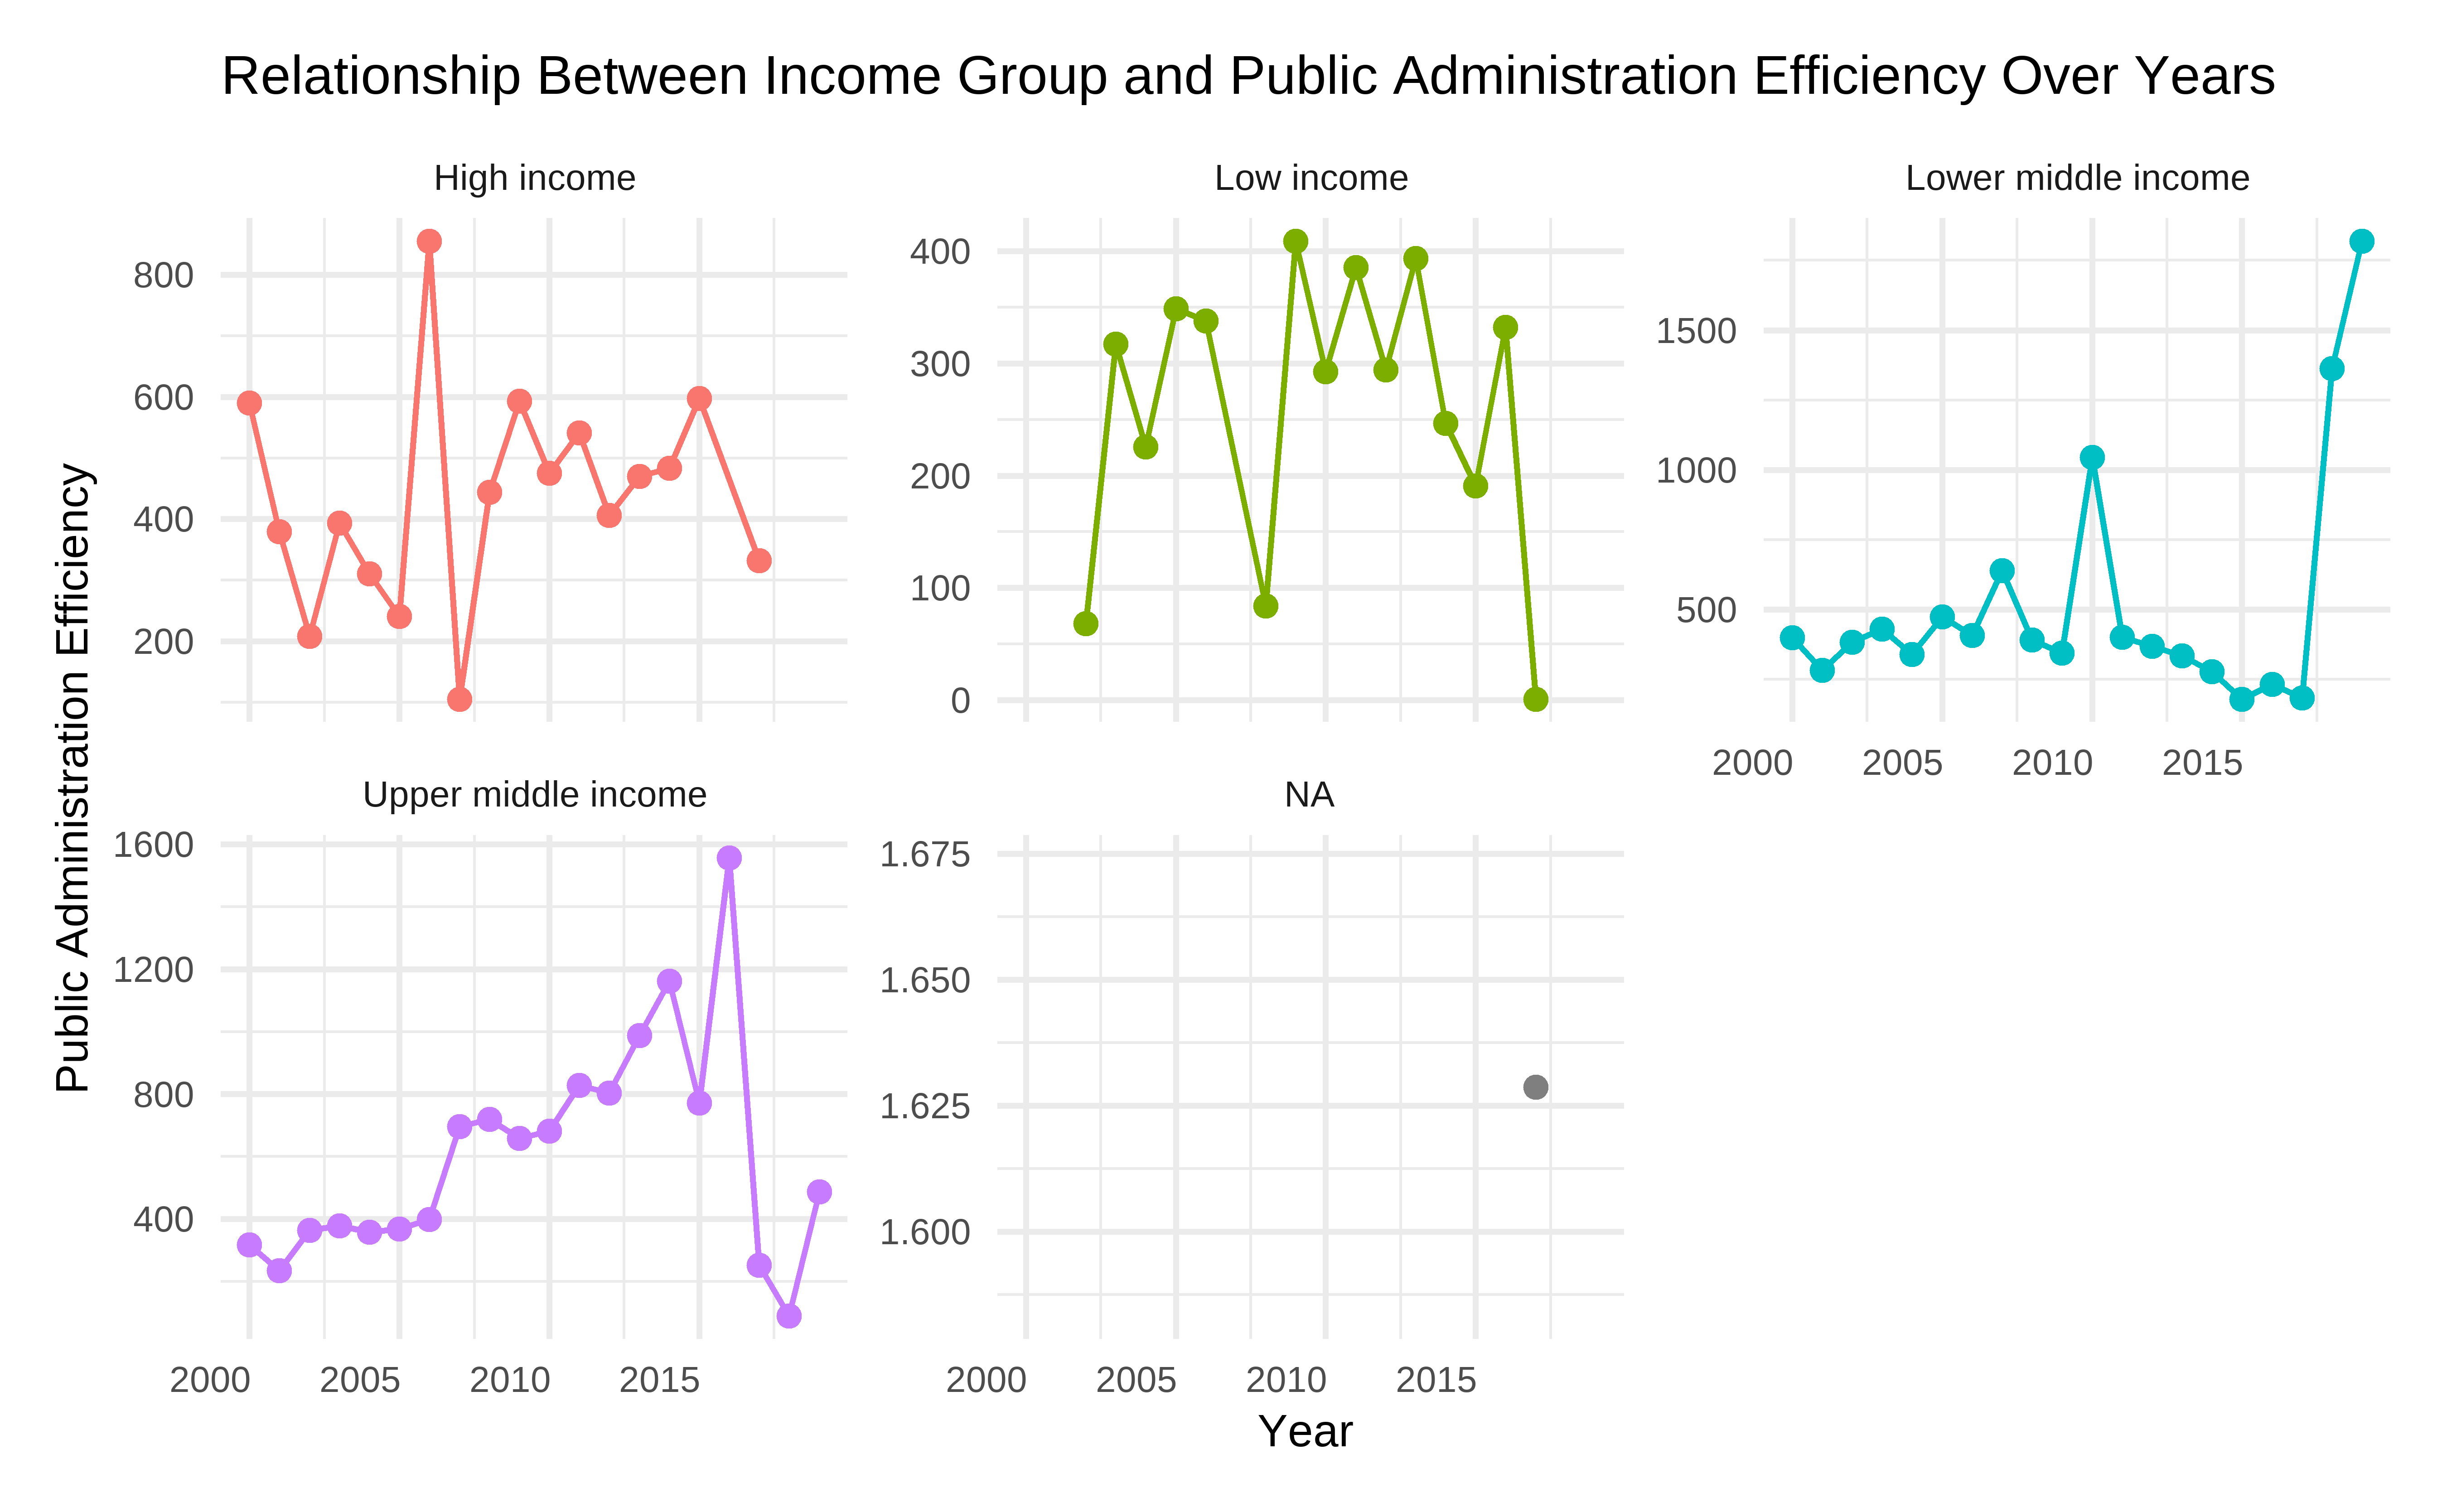 Relationship Between Income Group and Public Administration Efficiency Over Years
High income
Low income
Lower middle income
800
600
400
200
400
300
200
100
0
1500
1000
500
2000 2005 2010 2015
Public Administration Efficiency
Upper middle income
NA
1600
1200
800
400
1.675
1.650
1.625
1.600
2000 2005 2010 2015
2000 2005 2010 2015
Year